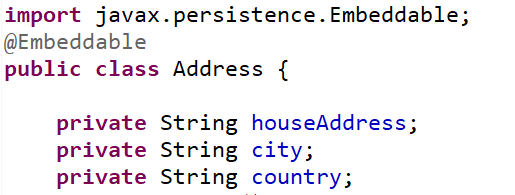 import javax.persistence.Embeddable;
@Embeddable
public class Address {
private String houseAddress;
private String city;
private String country;